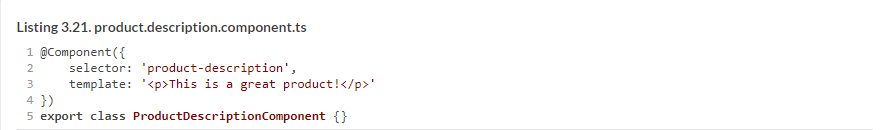 Listing 3.21. product.description.component.ts
1 @Component({
2     selector: 'product-description',
3     template: '<p>This is a great product!</p>'
4 })
5 export class ProductDescriptionComponent {}